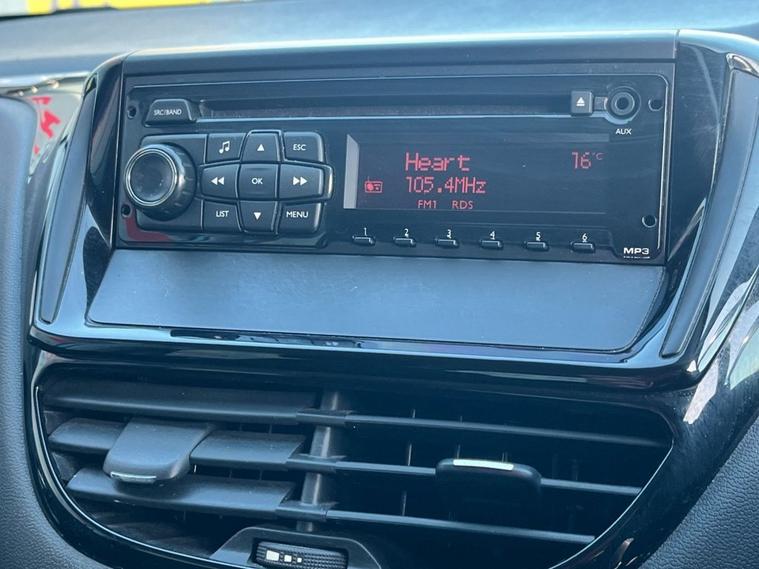 SRC/BAND
AUX
ESC
OK
LIST
MENU
Heart 16°C
105.4MHz
FM1 RDS
1 2 3 4 5 6
MP3